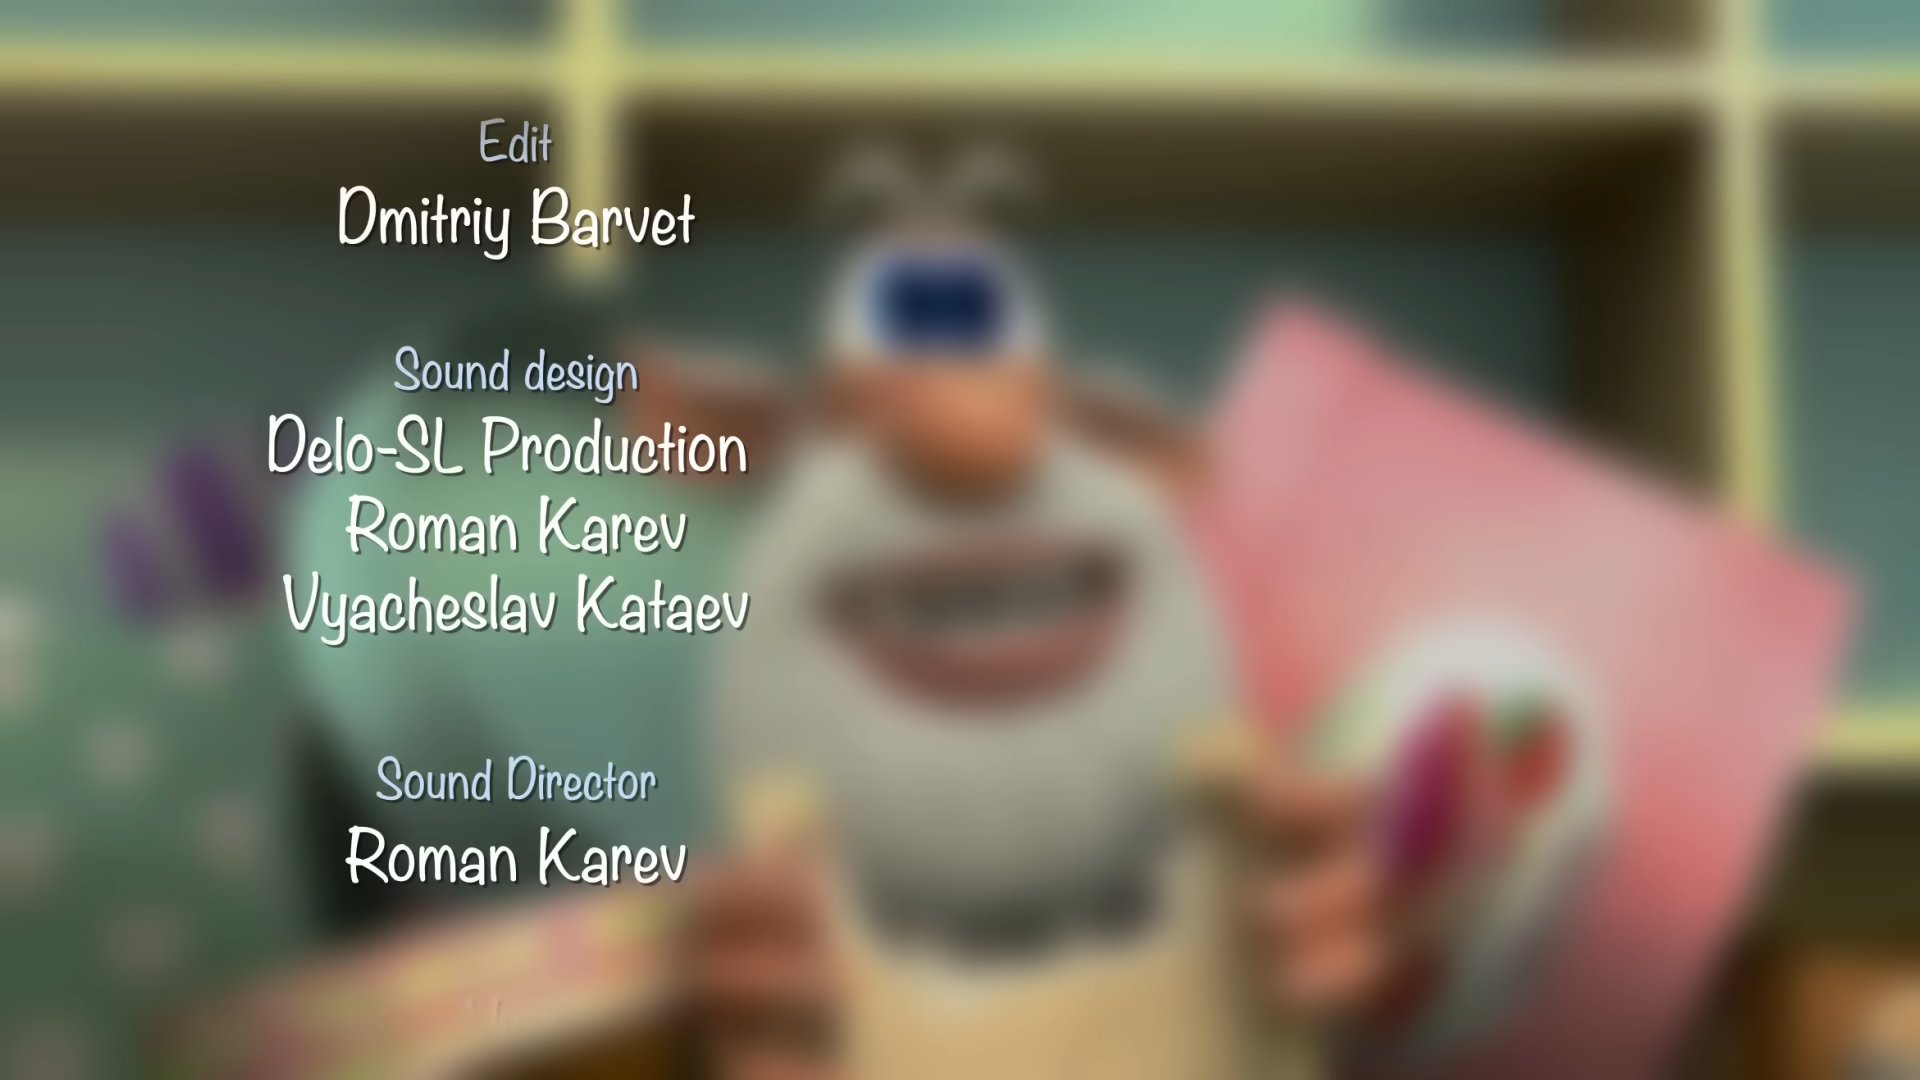 Edit
Dmitriy Barvet
Sound design
Delo-SL Production
Roman Karev
Vyacheslav Kataev
Sound Director
Roman Karev